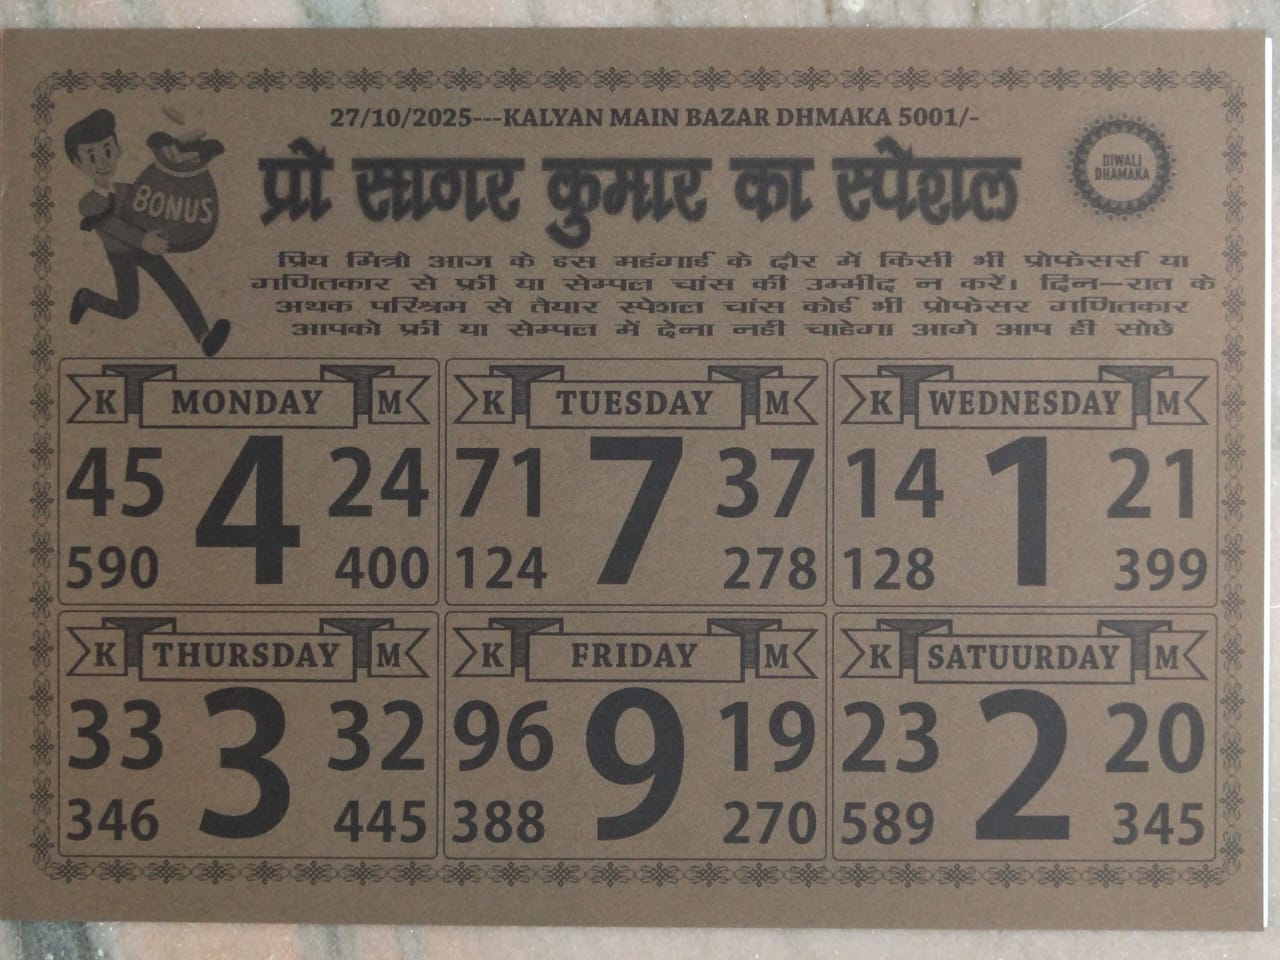 27/10/2025---KALYAN MAIN BAZAR DHMAKA 5001/-
DIWALI
DHAMAKA
BONUS
प्रो सागर कुमार का स्पेशल
प्रिय मित्रो आज के इस महंगाई के दौर में किसी भी प्रोफेसर्स या
गणितकार से फ्री या सेम्पल चांस की उम्मीद न करें। दिन-रात के
अथक परिश्रम से तैयार स्पेशल चांस कोई भी प्रोफेसर गणितकार
आपको फ्री या सेम्पल में देना नही चाहेगा आगे आप ही सोछे
K MONDAY M
45 4 24
590 400
K TUESDAY M
71 7 37
124 278
K WEDNESDAY M
14 1 21
128 399
K THURSDAY M
33 3 32
346 445
K FRIDAY M
96 9 19
388 270
K SATUURDAY M
23 2 20
589 345